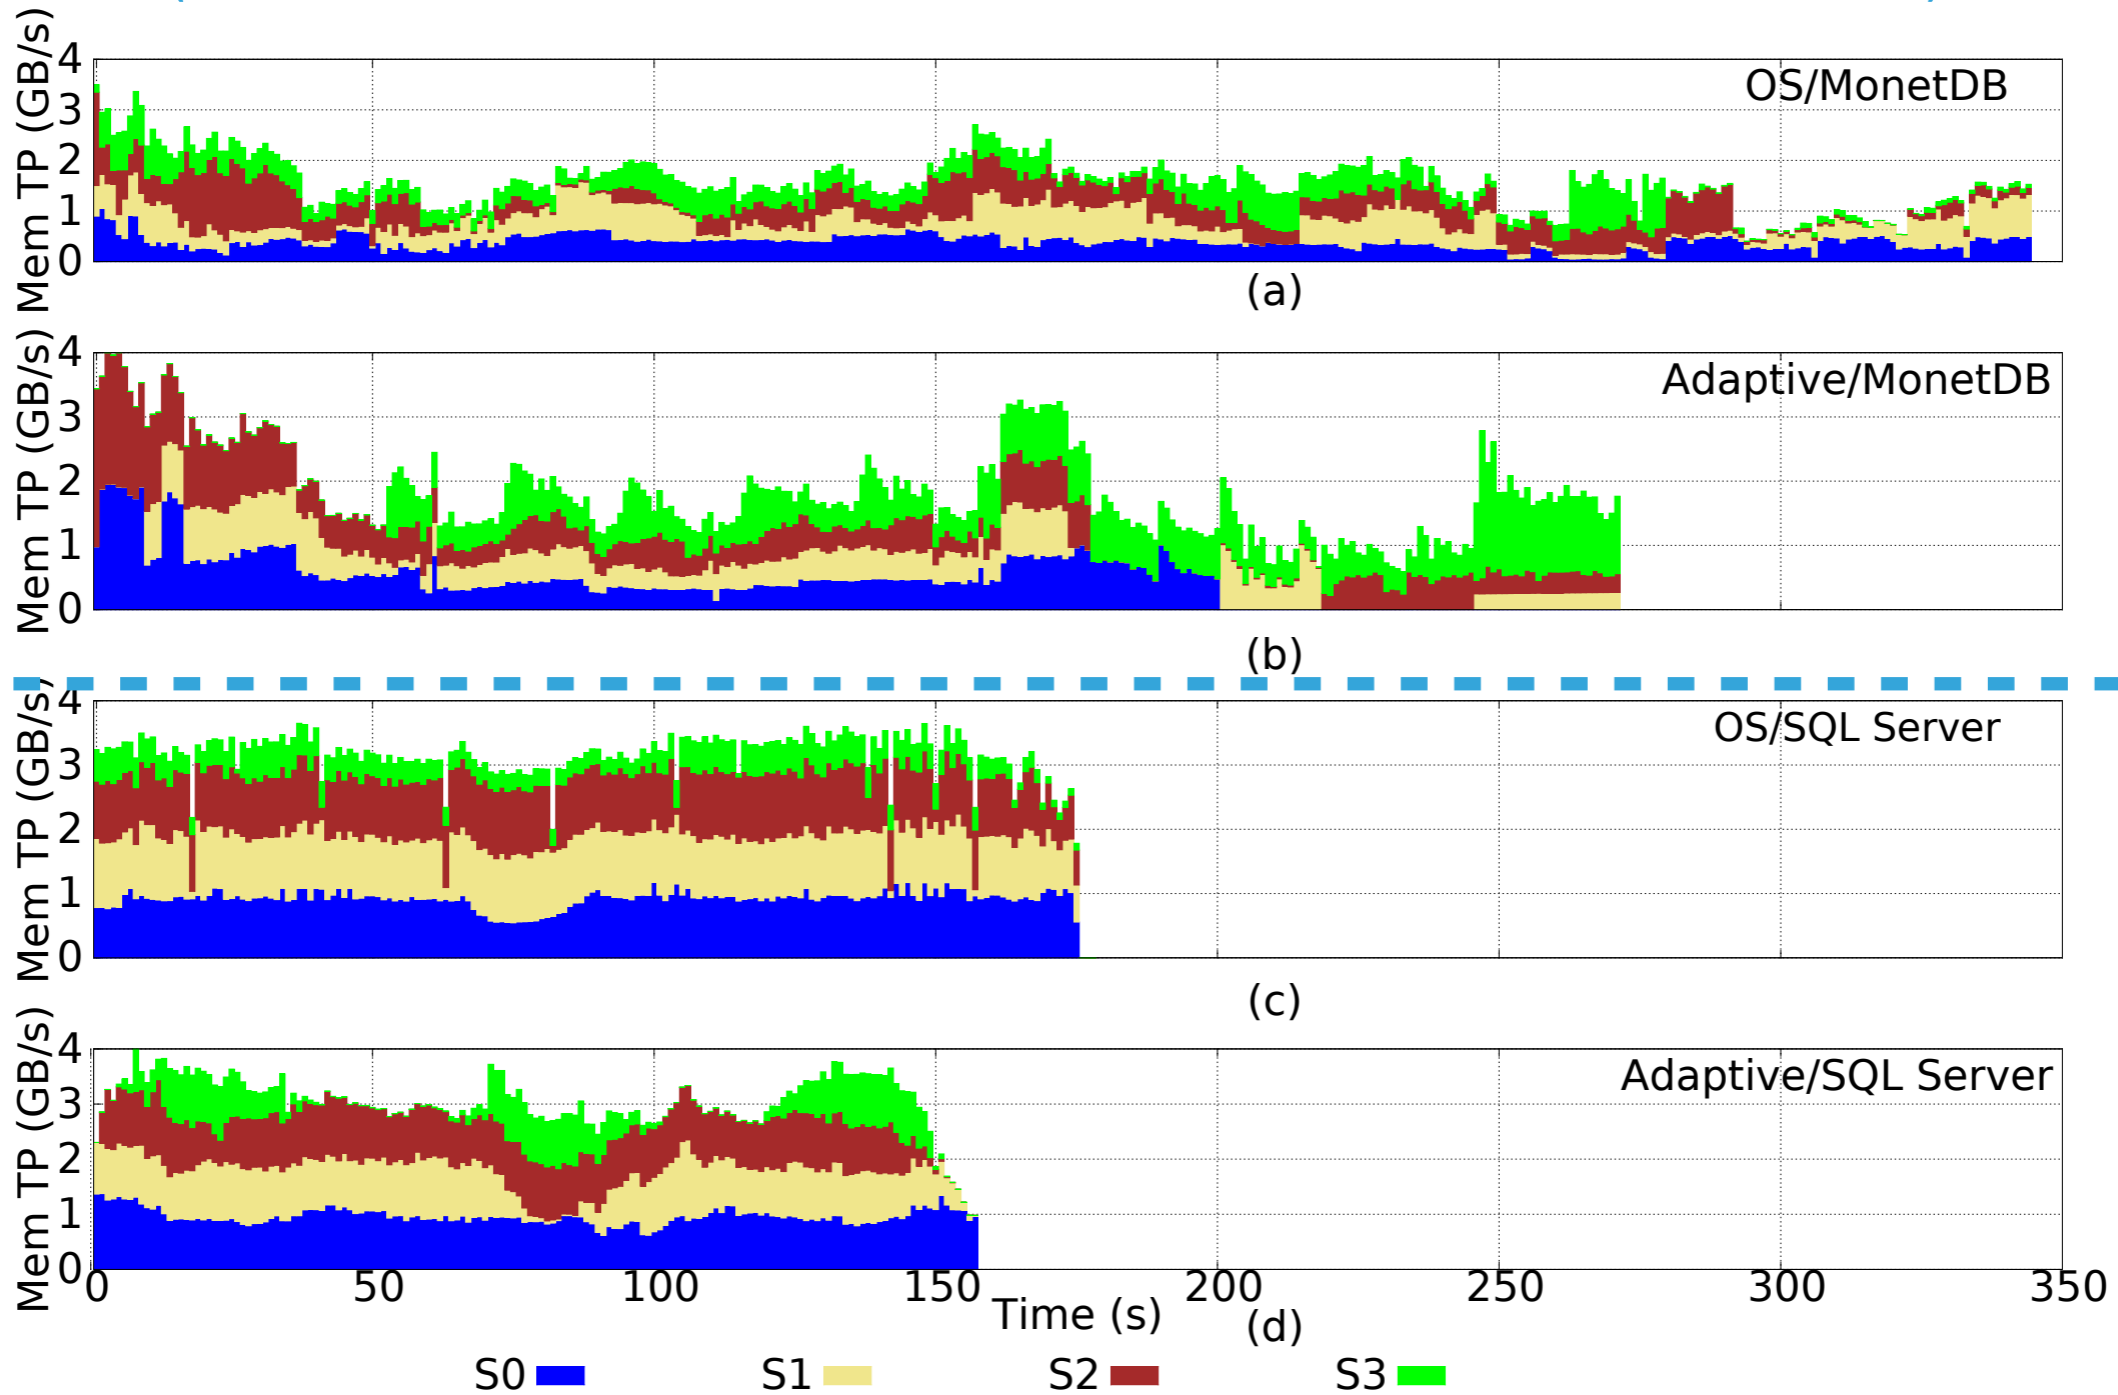 Mem TP (GB/s)
4
3
2
1
0
OS/MonetDB
(a)
Mem TP (GB/s)
4
3
2
1
0
Adaptive/MonetDB
(b)
Mem TP (GB/s)
4
3
2
1
0
OS/SQL Server
(c)
Mem TP (GB/s)
4
3
2
1
0
Adaptive/SQL Server
0 50 100 150 200 250 300 350
Time (s)
(d)
S0 S1 S2 S3